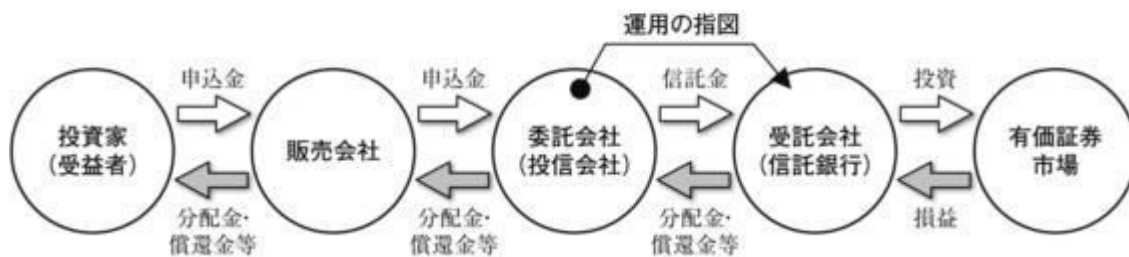 運用の指図
申込金
申込金
信託金
投資
投資家
(受益者)
販売会社
委託会社
(投信会社)
受託会社
(信託銀行)
有価証券
市場
分配金・
償還金等
分配金・
償還金等
分配金・
償還金等
損益